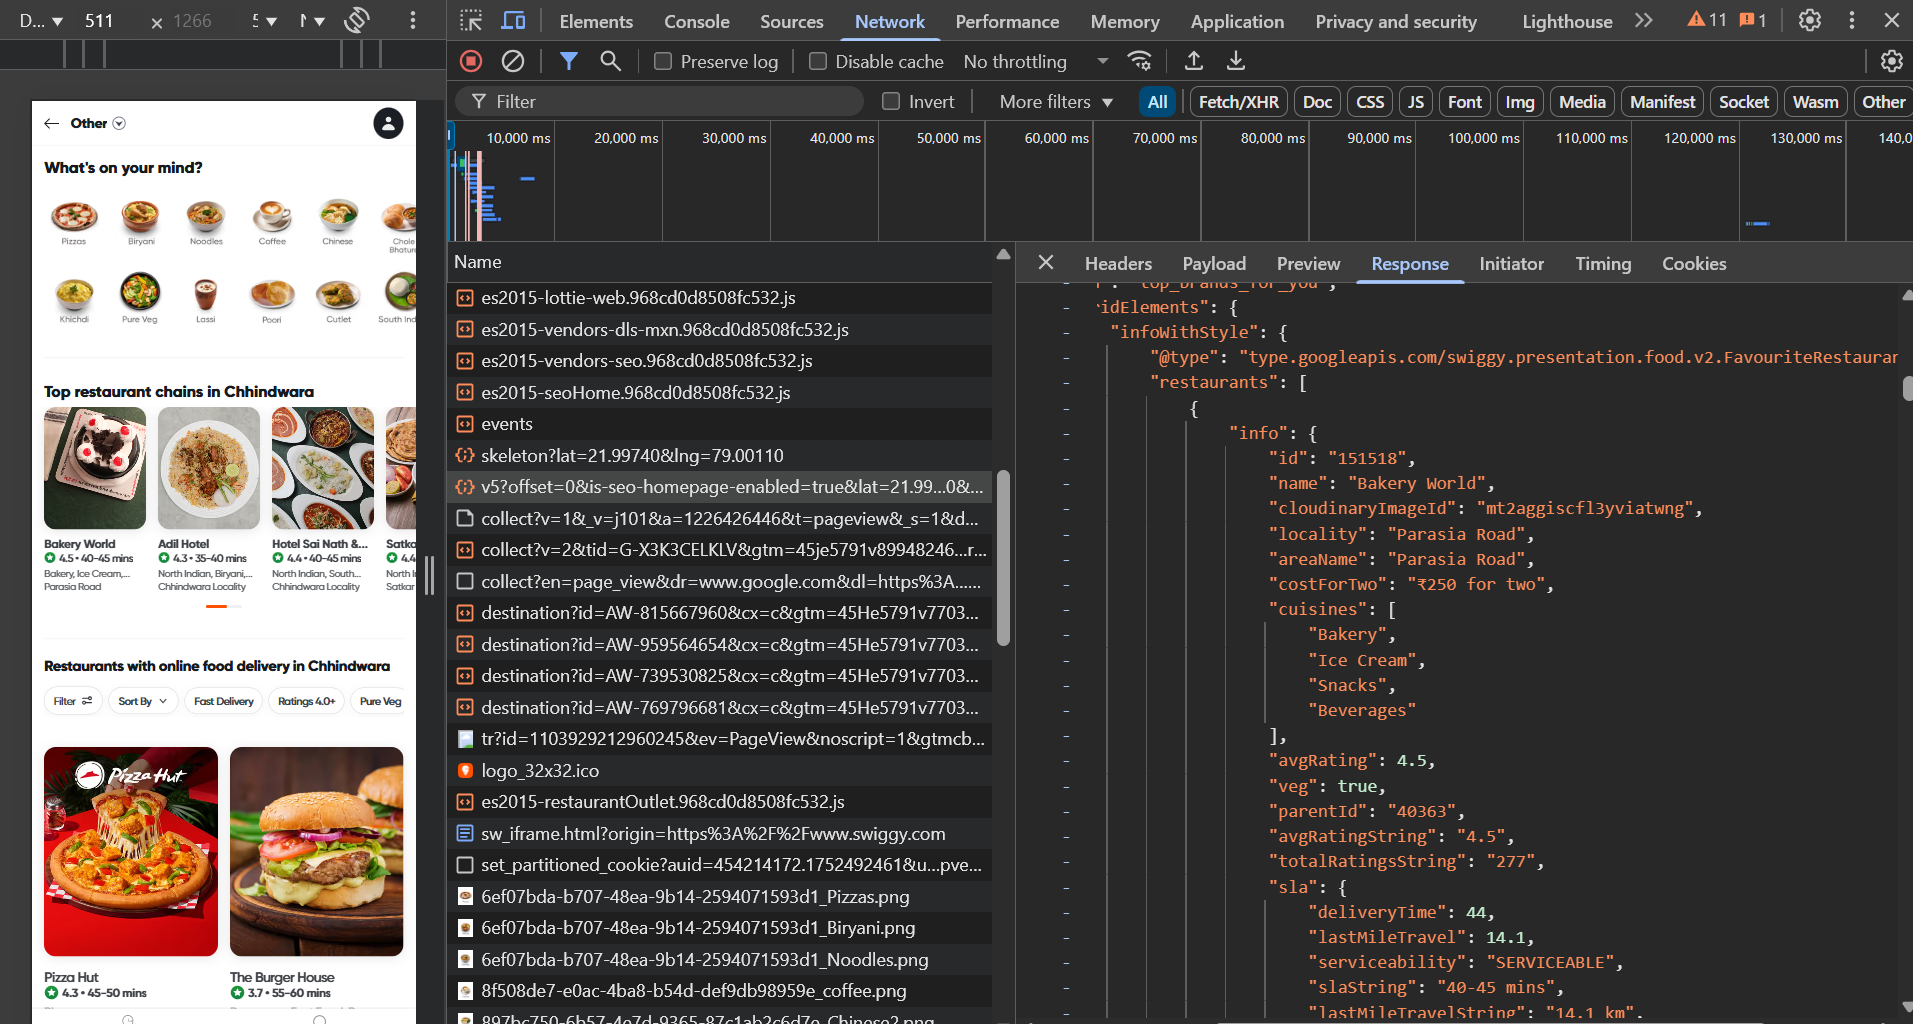 D... 511 × 1266
Elements Console Sources Network Performance Memory Application Privacy and security Lighthouse 11 1
Preserve log Disable cache No throttling
Filter Invert More filters All Fetch/XHR Doc CSS JS Font Img Media Manifest Socket Wasm Other
10,000 ms 20,000 ms 30,000 ms 40,000 ms 50,000 ms 60,000 ms 70,000 ms 80,000 ms 90,000 ms 100,000 ms 110,000 ms 120,000 ms 130,000 ms 140,0
Other
What's on your mind?
Pizzas Biryani Noodles Coffee Chinese Chole
Bhature
Khichdi Pure Veg Lassi Poori Cutlet South Ind
Top restaurant chains in Chhindwara
Bakery World Adil Hotel Hotel Sai Nath &... Satka
4.5 • 40-45 mins 4.3 • 35-40 mins 4.4 • 40-45 mins 4.4
Bakery, Ice Cream,... North Indian, Biryani,... North Indian, South... North I
Parasia Road Chhindwara Locality Chhindwara Locality Satkar
Restaurants with online food delivery in Chhindwara
Filter Sort By Fast Delivery Ratings 4.0+ Pure Veg
Pizza Hut
Pizza Hut The Burger House
4.3 • 45-50 mins 3.7 • 55-60 mins
Name
es2015-lottie-web.968cd0d8508fc532.js
es2015-vendors-dls-mxn.968cd0d8508fc532.js
es2015-vendors-seo.968cd0d8508fc532.js
es2015-seoHome.968cd0d8508fc532.js
events
skeleton?lat=21.99740&lng=79.00110
v5?offset=0&is-seo-homepage-enabled=true&lat=21.99...0&...
collect?v=1&_v=j101&a=1226426446&t=pageview&_s=1&d...
collect?v=2&tid=G-X3K3CELKLV&gtm=45je5791v89948246...r...
collect?en=page_view&dr=www.google.com&dl=https%3A......
destination?id=AW-815667960&cx=c&gtm=45He5791v7703...
destination?id=AW-959564654&cx=c&gtm=45He5791v7703...
destination?id=AW-739530825&cx=c&gtm=45He5791v7703...
destination?id=AW-769796681&cx=c&gtm=45He5791v7703...
tr?id=1103929212960245&ev=PageView&noscript=1&gtmcb...
logo_32x32.ico
es2015-restaurantOutlet.968cd0d8508fc532.js
sw_iframe.html?origin=https%3A%2F%2Fwww.swiggy.com
set_partitioned_cookie?auid=454214172.1752492461&u...pve...
6ef07bda-b707-48ea-9b14-2594071593d1_Pizzas.png
6ef07bda-b707-48ea-9b14-2594071593d1_Biryani.png
6ef07bda-b707-48ea-9b14-2594071593d1_Noodles.png
8f508de7-e0ac-4ba8-b54d-def9db98959e_coffee.png
897bc750-6b57-4e7d-9365-87c1ab2c6d7e_Chinese2.png
Headers Payload Preview Response Initiator Timing Cookies
"top_brands_for_you",
idElements": {
"infoWithStyle": {
"@type": "type.googleapis.com/swiggy.presentation.food.v2.FavouriteRestauran
"restaurants": [
{
"info": {
"id": "151518",
"name": "Bakery World",
"cloudinaryImageId": "mt2aggiscfl3yviatwng",
"locality": "Parasia Road",
"areaName": "Parasia Road",
"costForTwo": "₹250 for two",
"cuisines": [
"Bakery",
"Ice Cream",
"Snacks",
"Beverages"
],
"avgRating": 4.5,
"veg": true,
"parentId": "40363",
"avgRatingString": "4.5",
"totalRatingsString": "277",
"sla": {
"deliveryTime": 44,
"lastMileTravel": 14.1,
"serviceability": "SERVICEABLE",
"slaString": "40-45 mins",
"lastMileTravelString": "14.1 km",